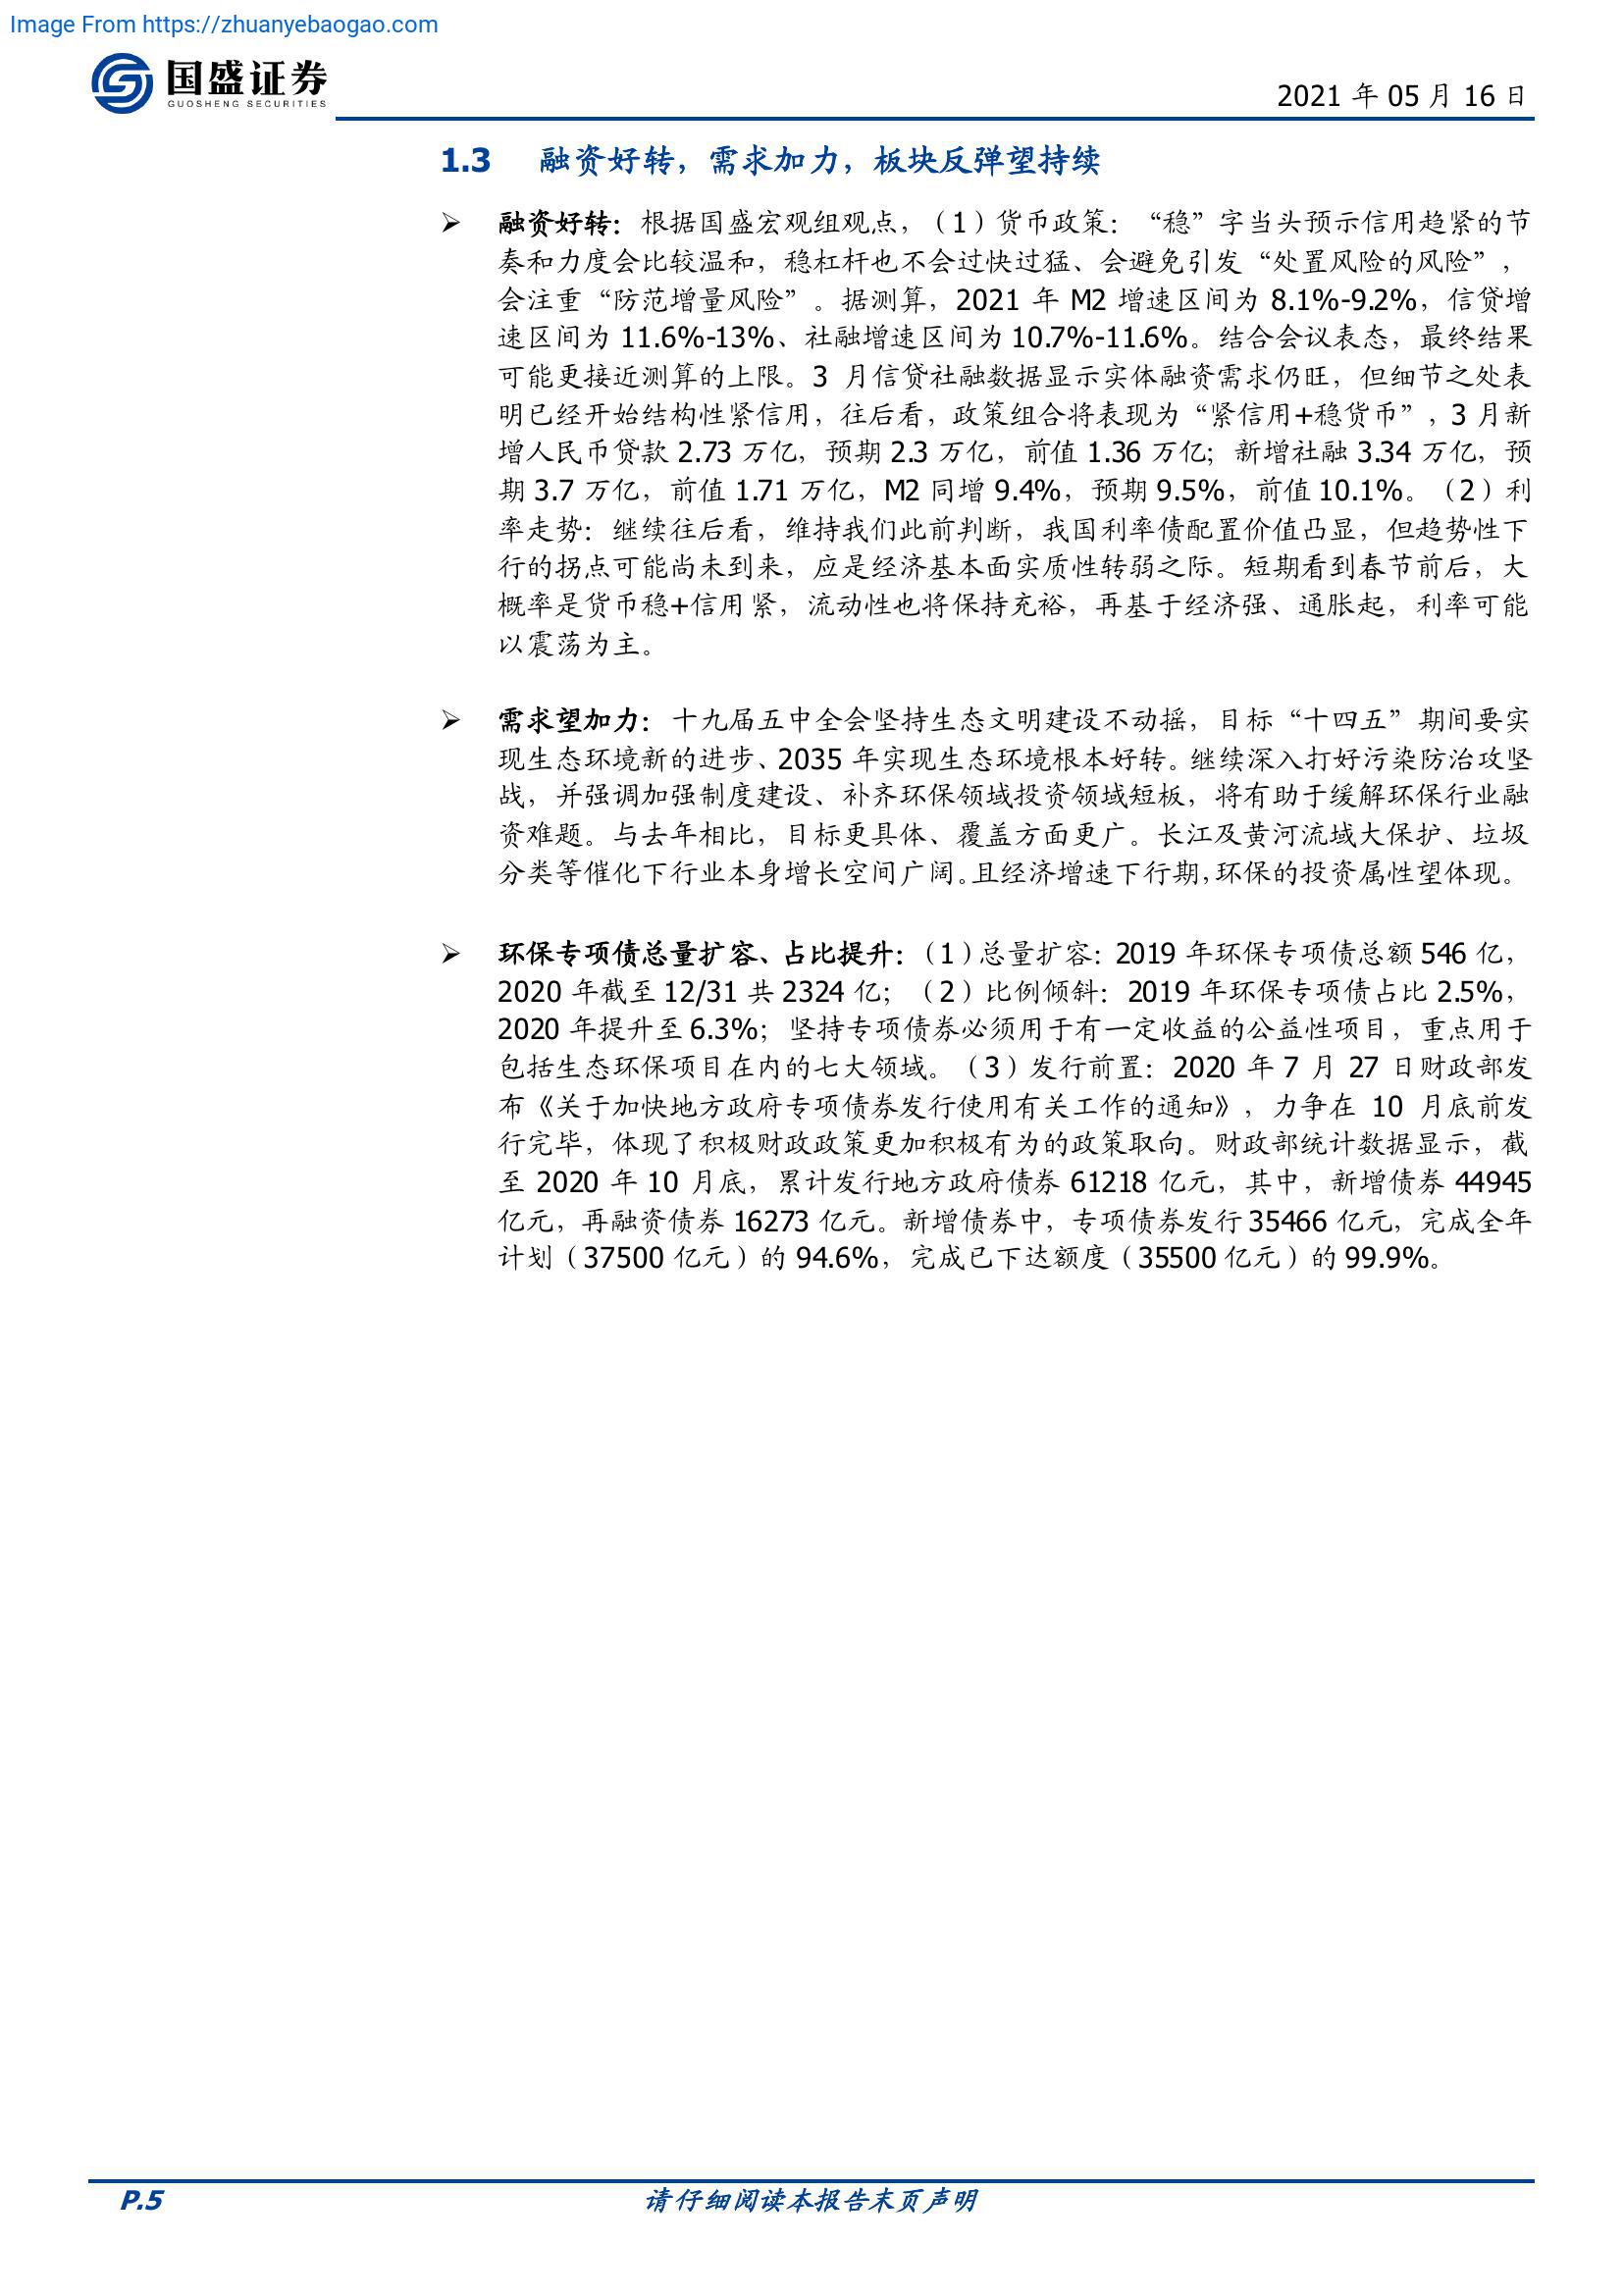 Image From https://zhuanyebaogao.com
国盛证券
GUOSHENG SECURITIES
2021 年 05 月 16 日
1.3 融资好转，需求加力，板块反弹望持续
➢ 融资好转：根据国盛宏观组观点，（1）货币政策：“稳”字当头预示信用趋紧的节
奏和力度会比较温和，稳杠杆也不会过快过猛、会避免引发“处置风险的风险”，
会注重“防范增量风险”。据测算，2021 年 M2 增速区间为 8.1%-9.2%，信贷增
速区间为 11.6%-13%、社融增速区间为 10.7%-11.6%。结合会议表态，最终结果
可能更接近测算的上限。3 月信贷社融数据显示实体融资需求仍旺，但细节之处表
明已经开始结构性紧信用，往后看，政策组合将表现为“紧信用+稳货币”，3 月新
增人民币贷款 2.73 万亿，预期 2.3 万亿，前值 1.36 万亿；新增社融 3.34 万亿，预
期 3.7 万亿，前值 1.71 万亿，M2 同增 9.4%，预期 9.5%，前值 10.1%。（2）利
率走势：继续往后看，维持我们此前判断，我国利率债配置价值凸显，但趋势性下
行的拐点可能尚未到来，应是经济基本面实质性转弱之际。短期看到春节前后，大
概率是货币稳+信用紧，流动性也将保持充裕，再基于经济强、通胀起，利率可能
以震荡为主。
➢ 需求望加力：十九届五中全会坚持生态文明建设不动摇，目标“十四五”期间要实
现生态环境新的进步、2035 年实现生态环境根本好转。继续深入打好污染防治攻坚
战，并强调加强制度建设、补齐环保领域投资领域短板，将有助于缓解环保行业融
资难题。与去年相比，目标更具体、覆盖方面更广。长江及黄河流域大保护、垃圾
分类等催化下行业本身增长空间广阔。且经济增速下行期，环保的投资属性望体现。
➢ 环保专项债总量扩容、占比提升：（1）总量扩容：2019 年环保专项债总额 546 亿，
2020 年截至 12/31 共 2324 亿；（2）比例倾斜：2019 年环保专项债占比 2.5%，
2020 年提升至 6.3%；坚持专项债券必须用于有一定收益的公益性项目，重点用于
包括生态环保项目在内的七大领域。（3）发行前置：2020 年 7 月 27 日财政部发
布《关于加快地方政府专项债券发行使用有关工作的通知》，力争在 10 月底前发
行完毕，体现了积极财政政策更加积极有为的政策取向。财政部统计数据显示，截
至 2020 年 10 月底，累计发行地方政府债券 61218 亿元，其中，新增债券 44945
亿元，再融资债券 16273 亿元。新增债券中，专项债券发行 35466 亿元，完成全年
计划（37500 亿元）的 94.6%，完成已下达额度（35500 亿元）的 99.9%。
P.5 请仔细阅读本报告末页声明